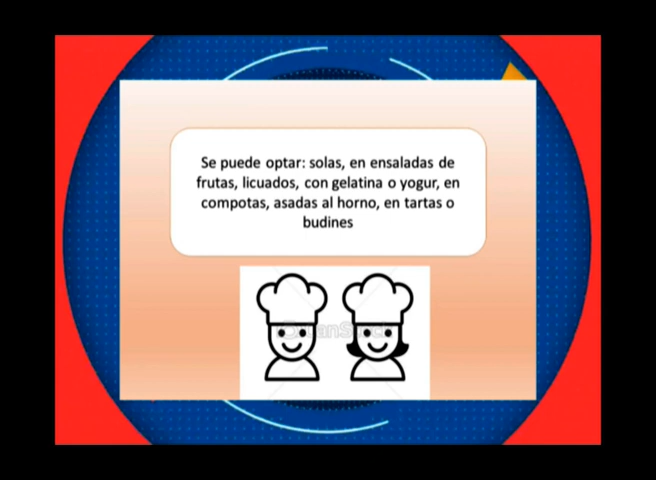 Se puede optar: solas, en ensaladas de
frutas, licuados, con gelatina o yogur, en
compotas, asadas al horno, en tartas o
budines